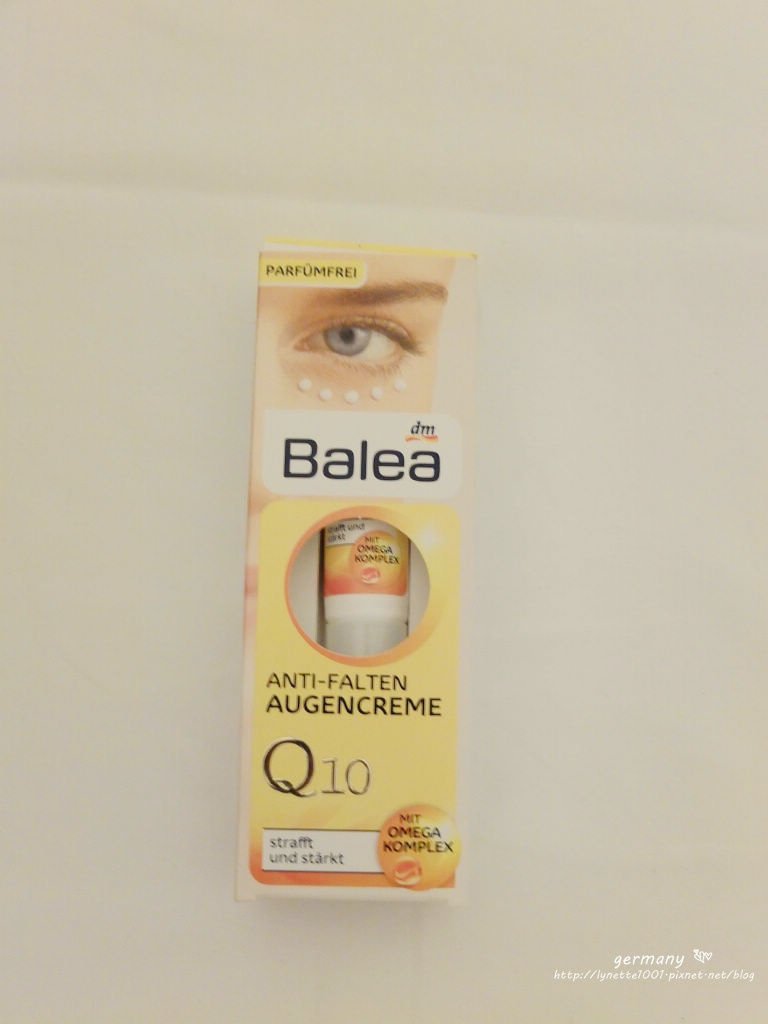 PARFÜMFREI
dm
Balea
strafft und
stärkt
MIT
OMEGA
KOMPLEX
ANTI-FALTEN
AUGENCREME
Q10
strafft
und stärkt
MIT
OMEGA
KOMPLEX
germany
http://lynette1001.pixnet.net/blog